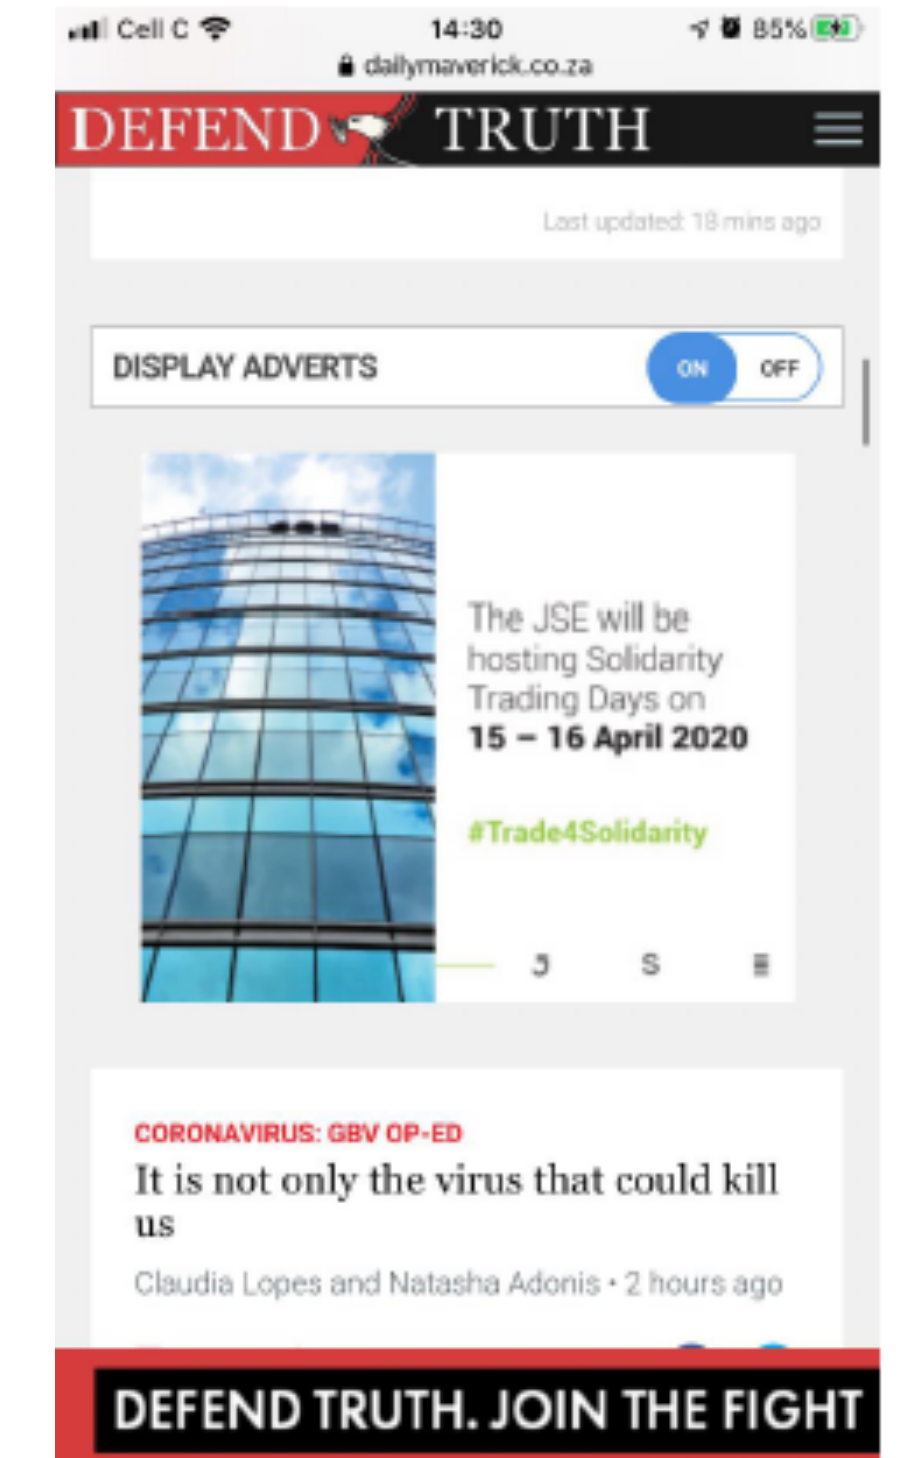 Cell C 14:30 85%
dailymaverick.co.za
DEFEND TRUTH
Last updated: 18 mins ago
DISPLAY ADVERTS ON OFF
The JSE will be
hosting Solidarity
Trading Days on
15 – 16 April 2020
#Trade4Solidarity
J S E
CORONAVIRUS: GBV OP-ED
It is not only the virus that could kill
us
Claudia Lopes and Natasha Adonis • 2 hours ago
DEFEND TRUTH. JOIN THE FIGHT